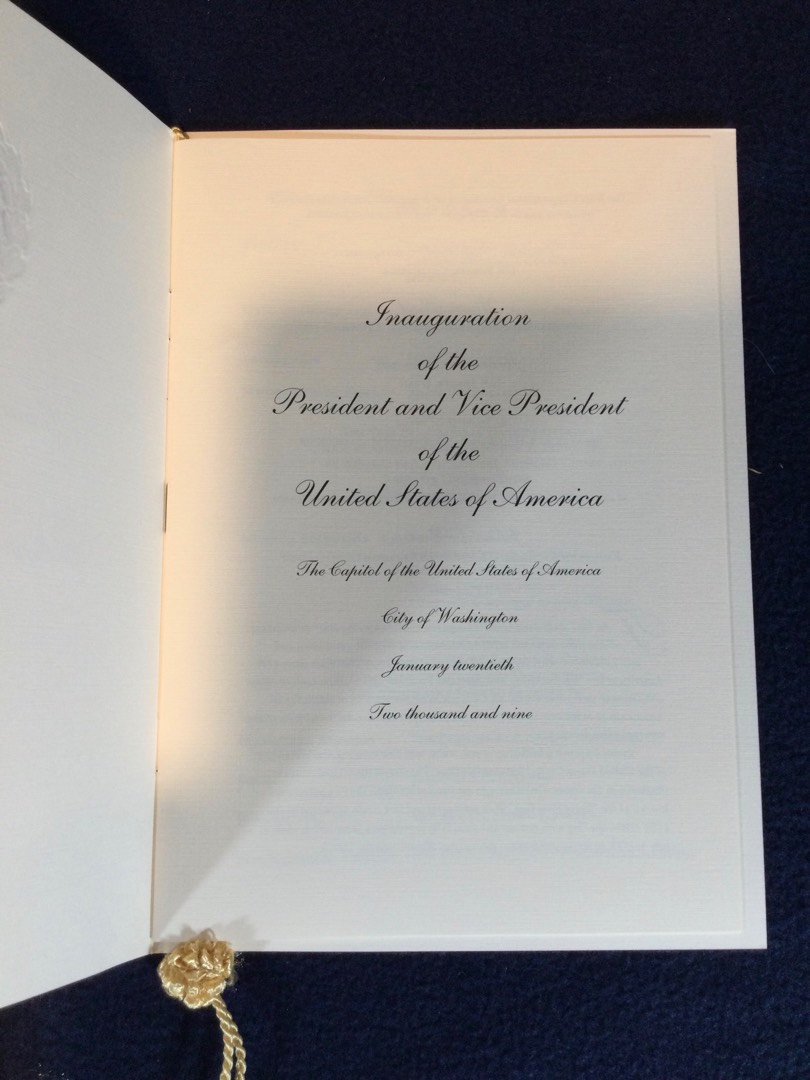 Inauguration
of the
President and Vice President
of the
United States of America
The Capitol of the United States of America
City of Washington
January twentieth
Two thousand and nine